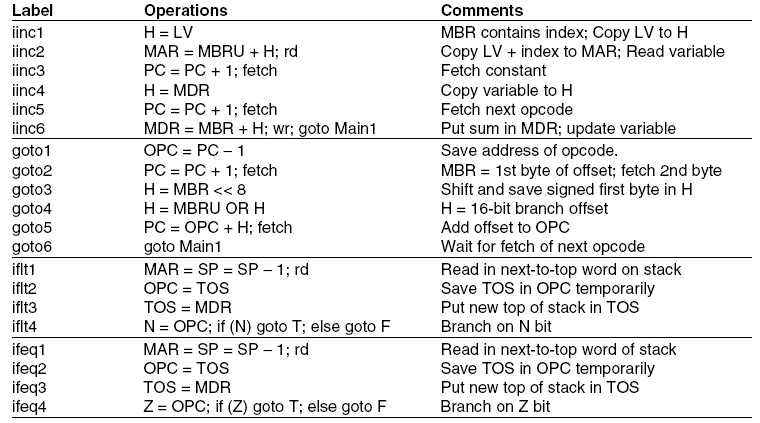 Label Operations Comments
iinc1 H = LV MBR contains index; Copy LV to H
iinc2 MAR = MBRU + H; rd Copy LV + index to MAR; Read variable
iinc3 PC = PC + 1; fetch Fetch constant
iinc4 H = MDR Copy variable to H
iinc5 PC = PC + 1; fetch Fetch next opcode
iinc6 MDR = MBR + H; wr; goto Main1 Put sum in MDR; update variable
goto1 OPC = PC – 1 Save address of opcode.
goto2 PC = PC + 1; fetch MBR = 1st byte of offset; fetch 2nd byte
goto3 H = MBR << 8 Shift and save signed first byte in H
goto4 H = MBRU OR H H = 16-bit branch offset
goto5 PC = OPC + H; fetch Add offset to OPC
goto6 goto Main1 Wait for fetch of next opcode
iflt1 MAR = SP = SP – 1; rd Read in next-to-top word on stack
iflt2 OPC = TOS Save TOS in OPC temporarily
iflt3 TOS = MDR Put new top of stack in TOS
iflt4 N = OPC; if (N) goto T; else goto F Branch on N bit
ifeq1 MAR = SP = SP – 1; rd Read in next-to-top word of stack
ifeq2 OPC = TOS Save TOS in OPC temporarily
ifeq3 TOS = MDR Put new top of stack in TOS
ifeq4 Z = OPC; if (Z) goto T; else goto F Branch on Z bit